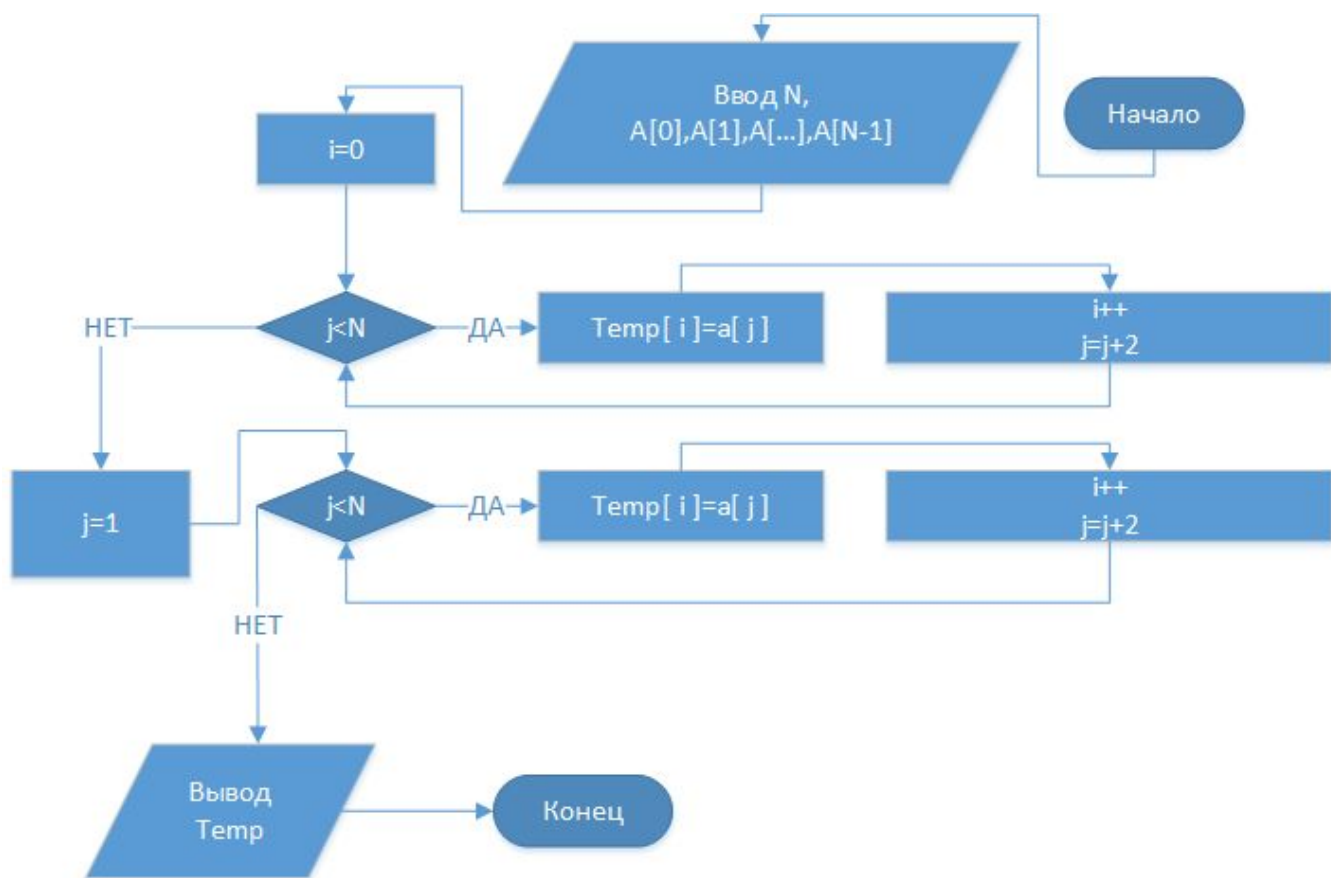 Начало
Ввод N,
A[0],A[1],A[...],A[N-1]
i=0
j<N
НЕТ
ДА
Temp[ i ]=a[ j ]
i++
j=j+2
j=1
j<N
ДА
Temp[ i ]=a[ j ]
i++
j=j+2
НЕТ
Вывод
Temp
Конец